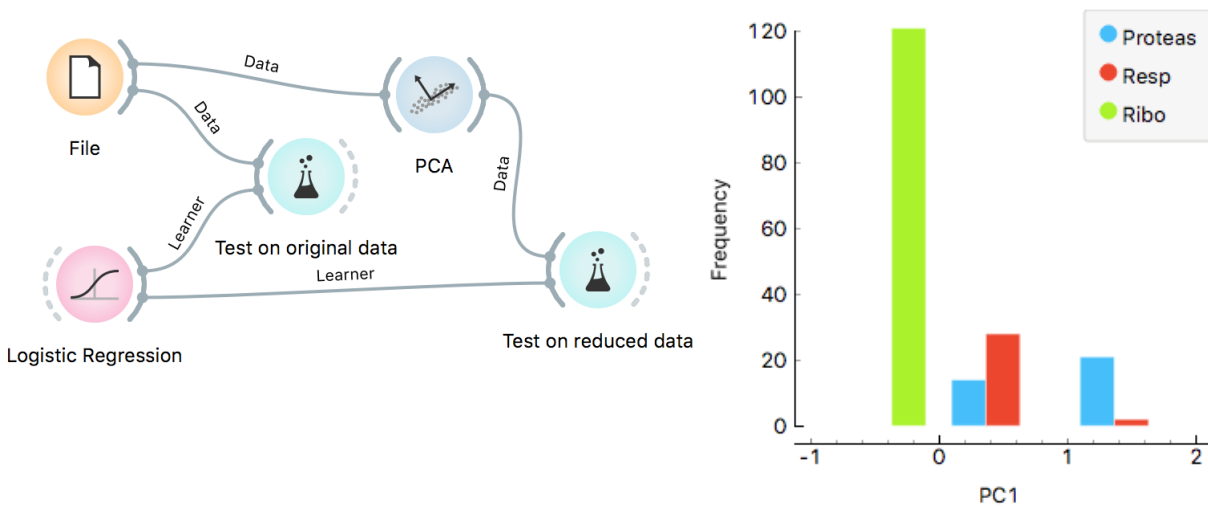 File
Data
Data
PCA
Data
Learner
Test on original data
Learner
Logistic Regression
Test on reduced data
Proteas
Resp
Ribo
Frequency
120
100
80
60
40
20
0
-1
0
1
2
PC1